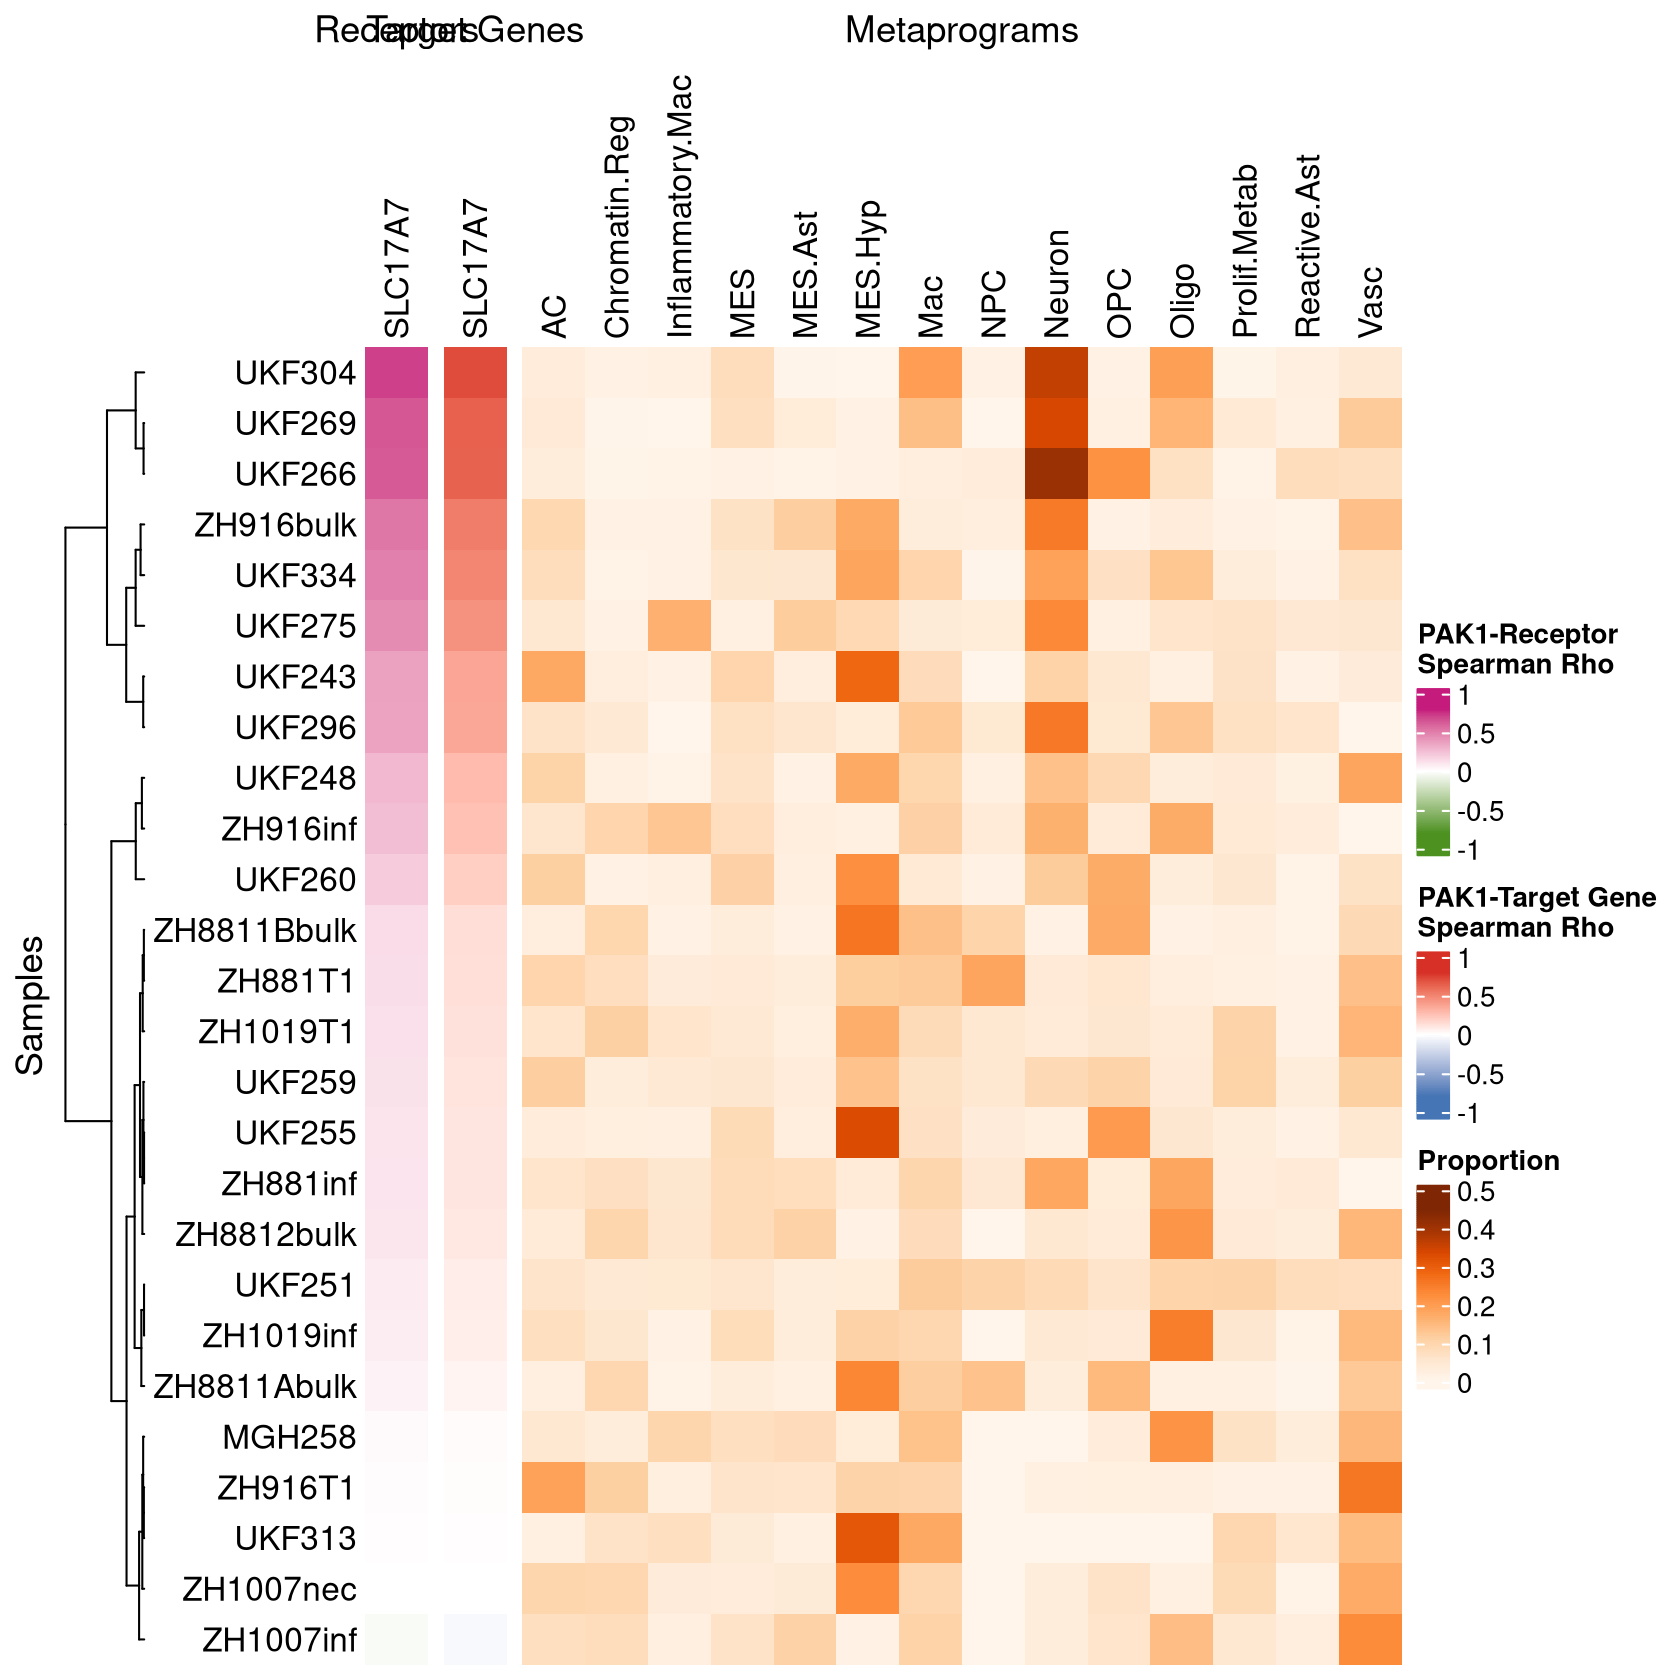 Receptors Target Genes Metaprograms
SLC17A7 SLC17A7 AC Chromatin.Reg Inflammatory.Mac MES MES.Ast MES.Hyp Mac NPC Neuron OPC Oligo Prolif.Metab Reactive.Ast Vasc
Samples
UKF304
UKF269
UKF266
ZH916bulk
UKF334
UKF275
UKF243
UKF296
UKF248
ZH916inf
UKF260
ZH8811Bbulk
ZH881T1
ZH1019T1
UKF259
UKF255
ZH881inf
ZH8812bulk
UKF251
ZH1019inf
ZH8811Abulk
MGH258
ZH916T1
UKF313
ZH1007nec
ZH1007inf
PAK1-Receptor
Spearman Rho
1
0.5
0
-0.5
-1
PAK1-Target Gene
Spearman Rho
1
0.5
0
-0.5
-1
Proportion
0.5
0.4
0.3
0.2
0.1
0